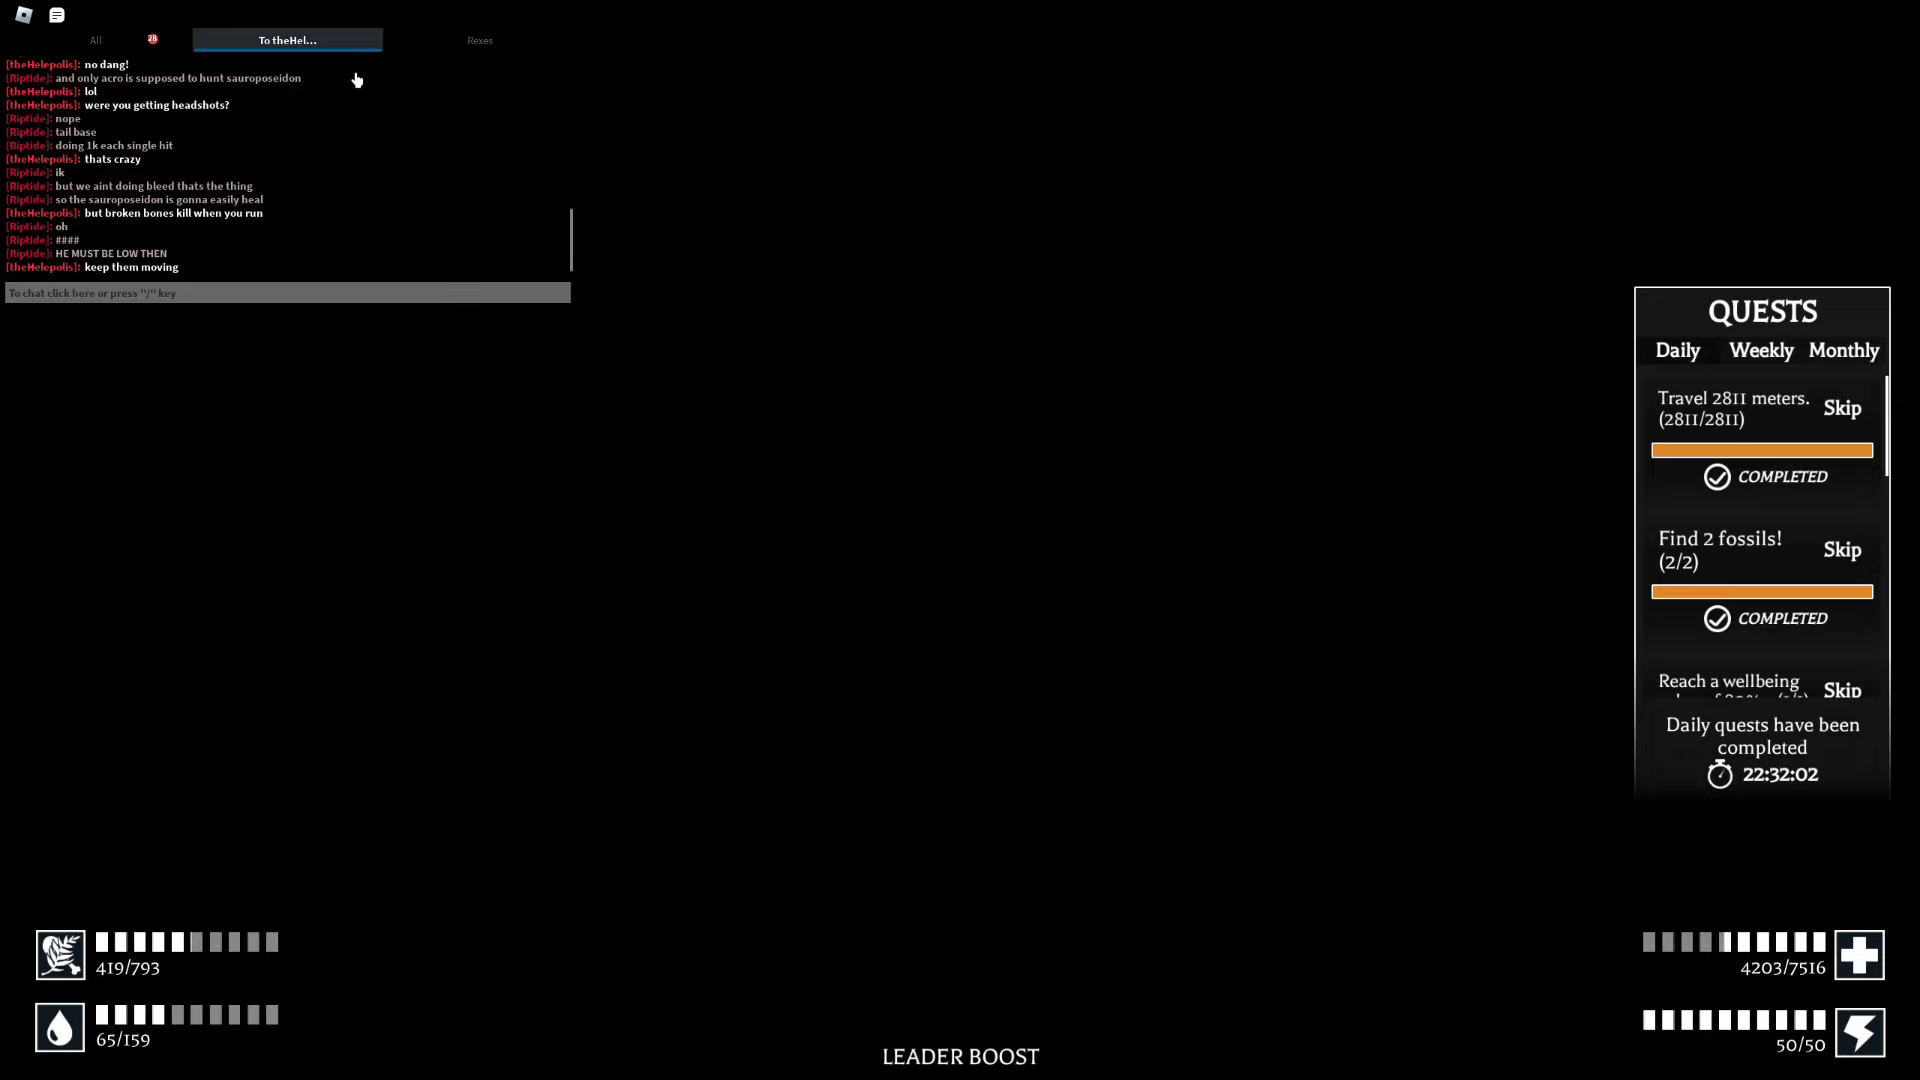 All
28
To theHel...
Rexes
[theHelepolis]: no dang!
[Riptide]: and only acro is supposed to hunt sauroposeidon
[theHelepolis]: lol
[theHelepolis]: were you getting headshots?
[Riptide]: nope
[Riptide]: tail base
[Riptide]: doing 1k each single hit
[theHelepolis]: thats crazy
[Riptide]: ik
[Riptide]: but we aint doing bleed thats the thing
[Riptide]: so the sauroposeidon is gonna easily heal
[theHelepolis]: but broken bones kill when you run
[Riptide]: oh
[Riptide]: ####
[Riptide]: HE MUST BE LOW THEN
[theHelepolis]: keep them moving
To chat click here or press "/" key
QUESTS
Daily Weekly Monthly
Travel 2811 meters.
(2811/2811)
Skip
COMPLETED
Find 2 fossils!
(2/2)
Skip
COMPLETED
Reach a wellbeing
Skip
Daily quests have been
completed
22:32:02
419/793
65/159
LEADER BOOST
4203/7516
50/50